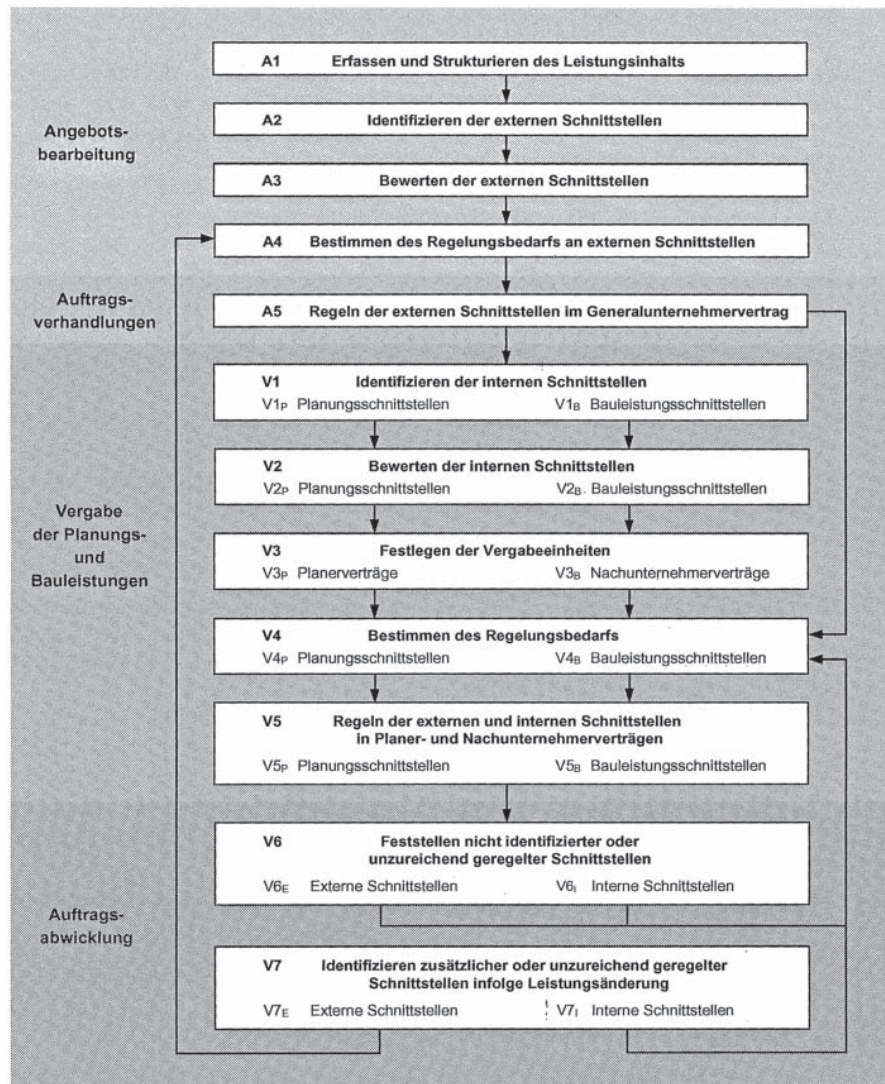 A1 Erfassen und Strukturieren des Leistungsinhalts
Angebots-
bearbeitung
A2 Identifizieren der externen Schnittstellen
A3 Bewerten der externen Schnittstellen
A4 Bestimmen des Regelungsbedarfs an externen Schnittstellen
Auftrags-
verhandlungen
A5 Regeln der externen Schnittstellen im Generalunternehmervertrag
Vergabe
der Planungs-
und
Bauleistungen
V1 Identifizieren der internen Schnittstellen
V1P Planungsschnittstellen V1B Bauleistungsschnittstellen
V2 Bewerten der internen Schnittstellen
V2P Planungsschnittstellen V2B Bauleistungsschnittstellen
V3 Festlegen der Vergabeeinheiten
V3P Planerverträge V3B Nachunternehmerverträge
V4 Bestimmen des Regelungsbedarfs
V4P Planungsschnittstellen V4B Bauleistungsschnittstellen
V5 Regeln der externen und internen Schnittstellen
in Planer- und Nachunternehmerverträgen
V5P Planungsschnittstellen V5B Bauleistungsschnittstellen
Auftrags-
abwicklung
V6 Feststellen nicht identifizierter oder
unzureichend geregelter Schnittstellen
V6E Externe Schnittstellen V6I Interne Schnittstellen
V7 Identifizieren zusätzlicher oder unzureichend geregelter
Schnittstellen infolge Leistungsänderung
V7E Externe Schnittstellen V7I Interne Schnittstellen